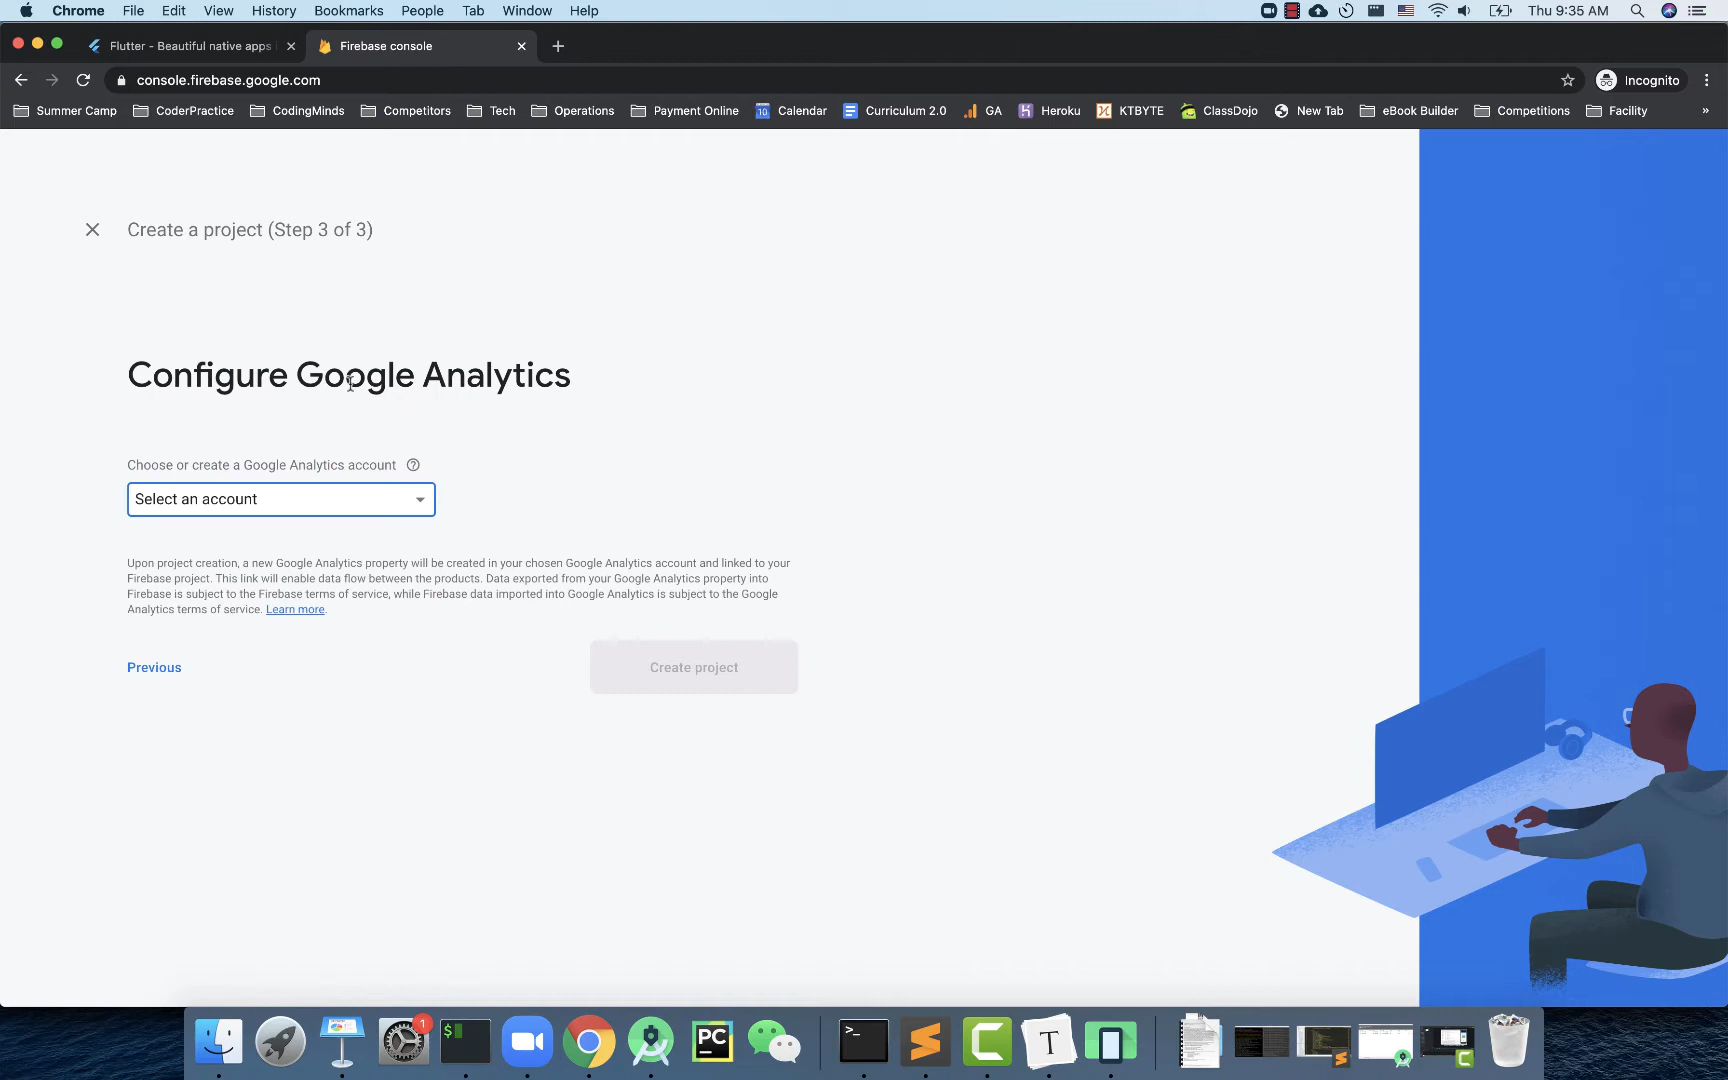 Chrome File Edit View History Bookmarks People Tab Window Help
Thu 9:35 AM
Flutter - Beautiful native apps
Firebase console
console.firebase.google.com
Incognito
Summer Camp CoderPractice CodingMinds Competitors Tech Operations Payment Online 10 Calendar Curriculum 2.0 GA Heroku KTBYTE ClassDojo New Tab eBook Builder Competitions Facility »
Create a project (Step 3 of 3)
Configure Google Analytics
Choose or create a Google Analytics account
Select an account
Upon project creation, a new Google Analytics property will be created in your chosen Google Analytics account and linked to your
Firebase project. This link will enable data flow between the products. Data exported from your Google Analytics property into
Firebase is subject to the Firebase terms of service, while Firebase data imported into Google Analytics is subject to the Google
Analytics terms of service. Learn more.
Previous
Create project
1
$
PC
>_
T